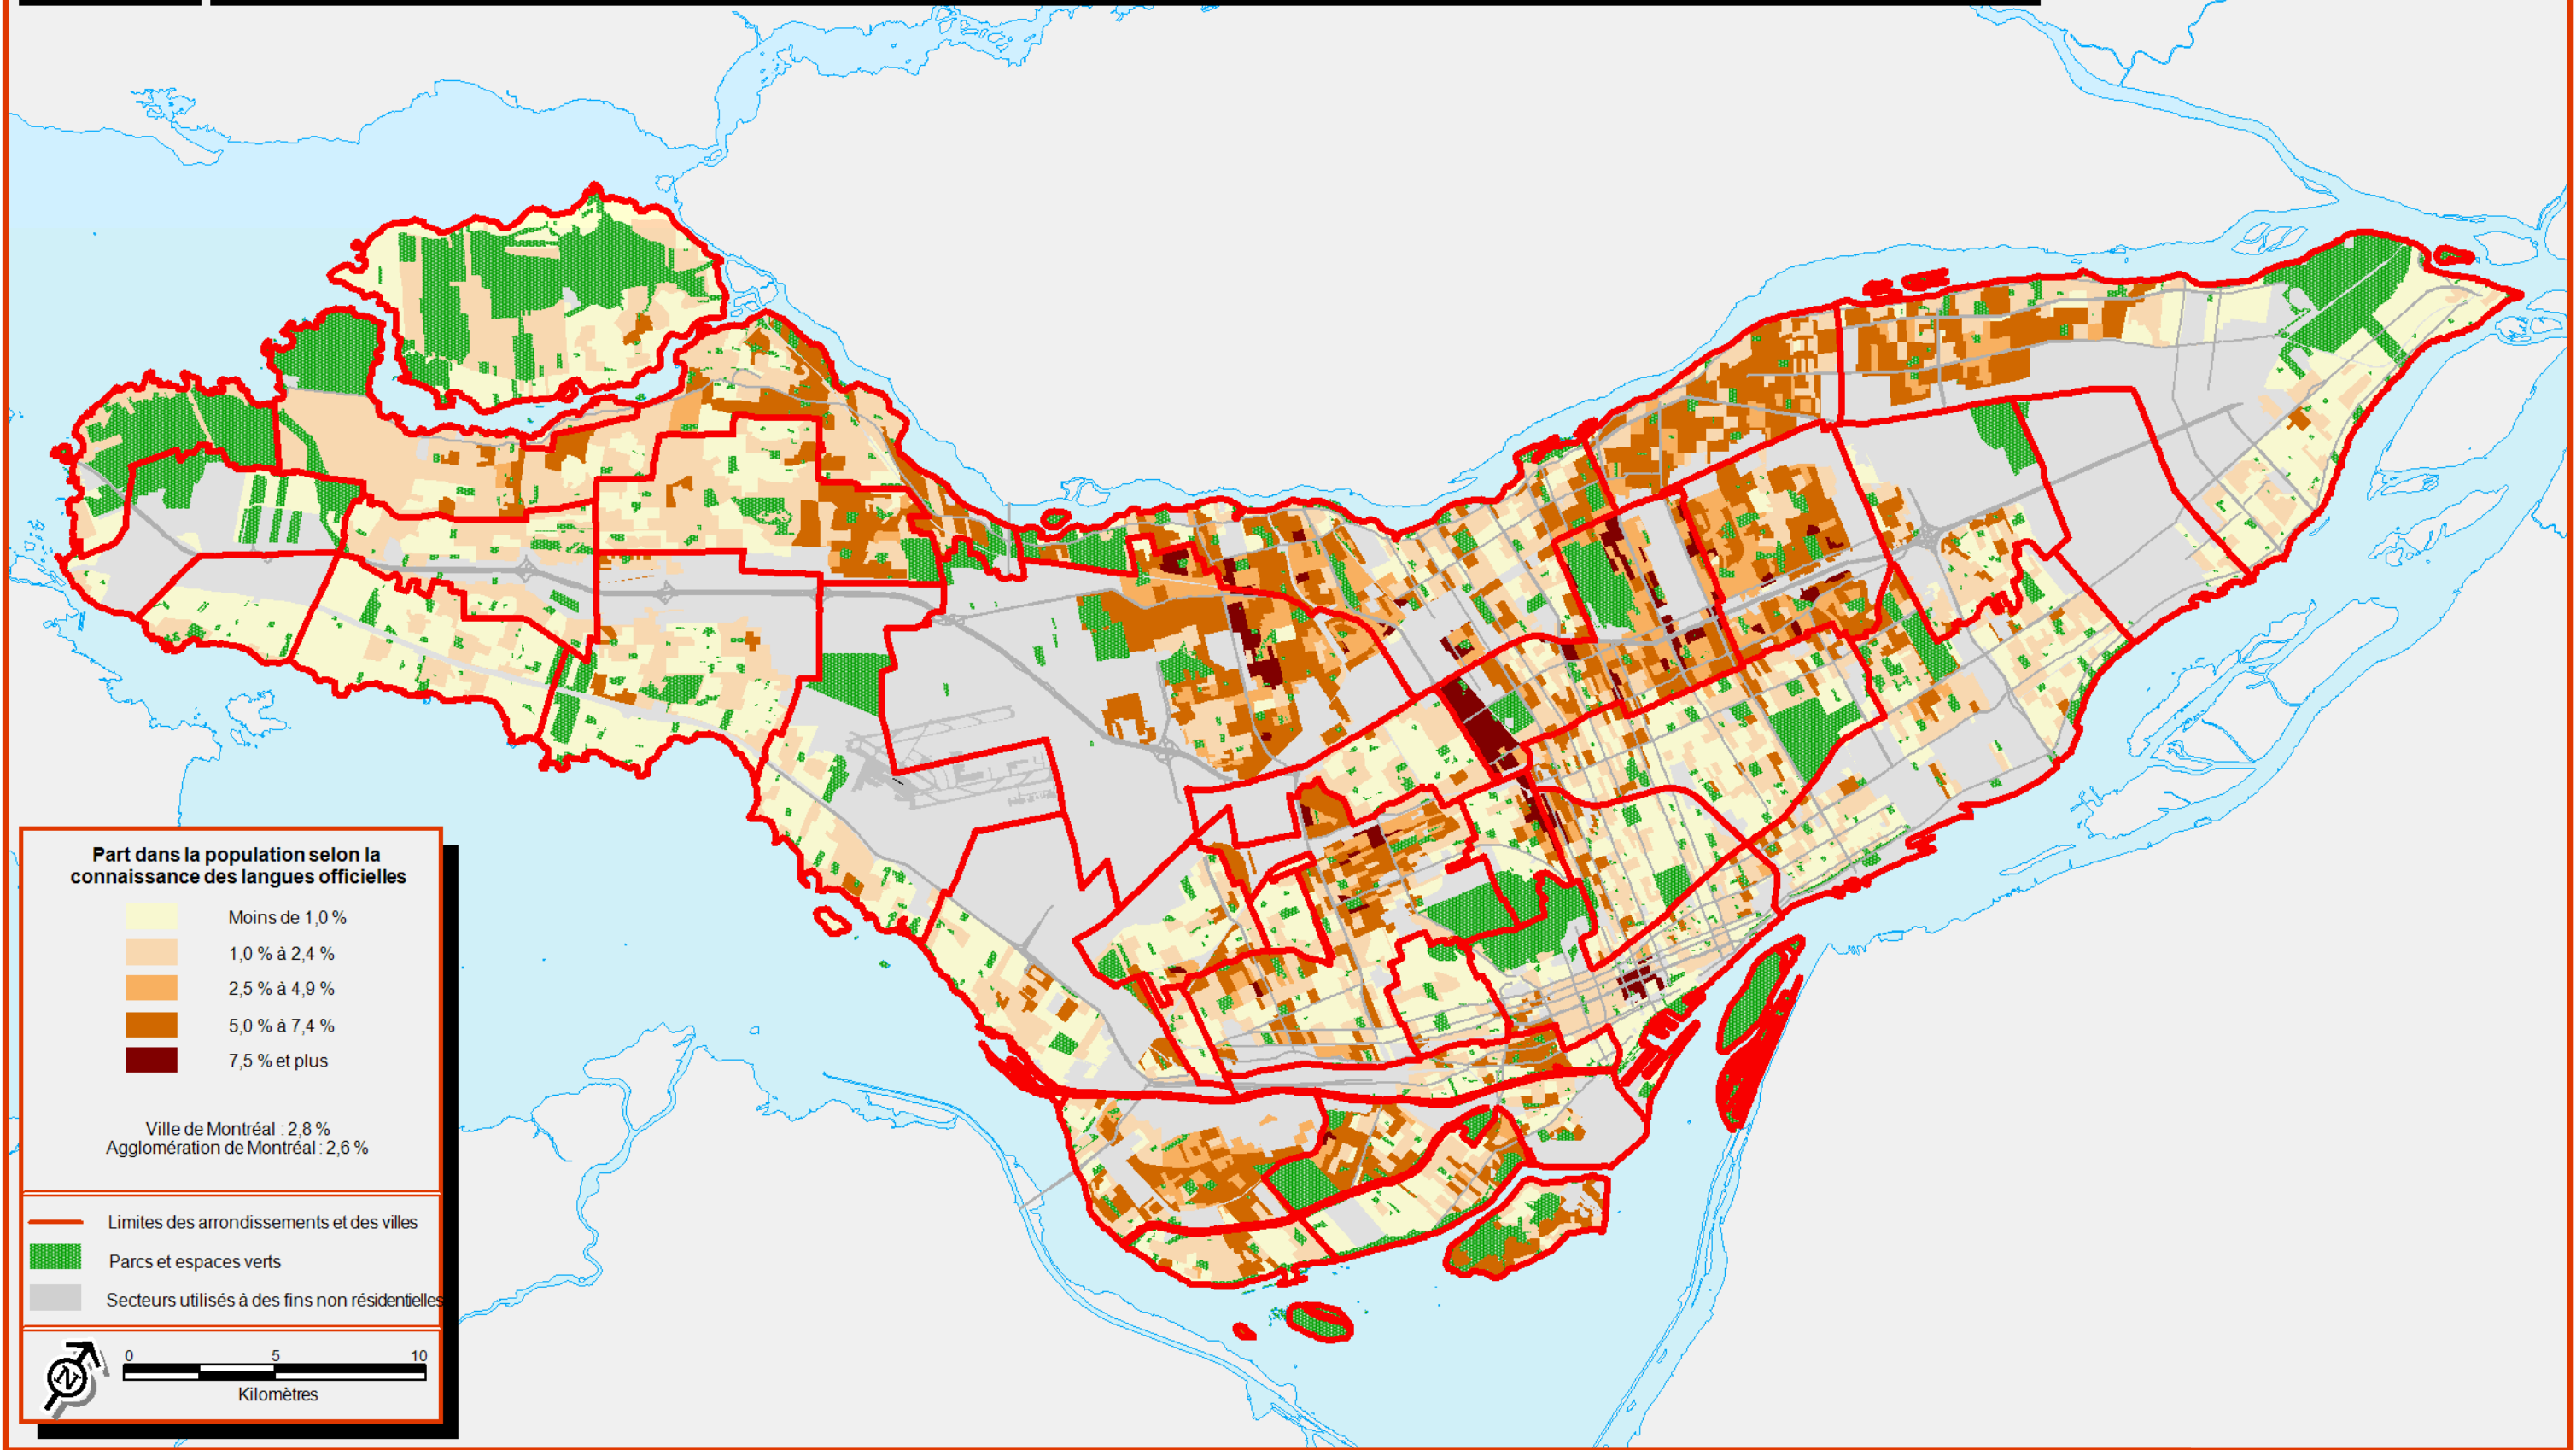 Part dans la population selon la
connaissance des langues officielles
Moins de 1,0 %
1,0 % à 2,4 %
2,5 % à 4,9 %
5,0 % à 7,4 %
7,5 % et plus
Ville de Montréal : 2,8 %
Agglomération de Montréal : 2,6 %
Limites des arrondissements et des villes
Parcs et espaces verts
Secteurs utilisés à des fins non résidentielles
0 5 10
N
Kilomètres